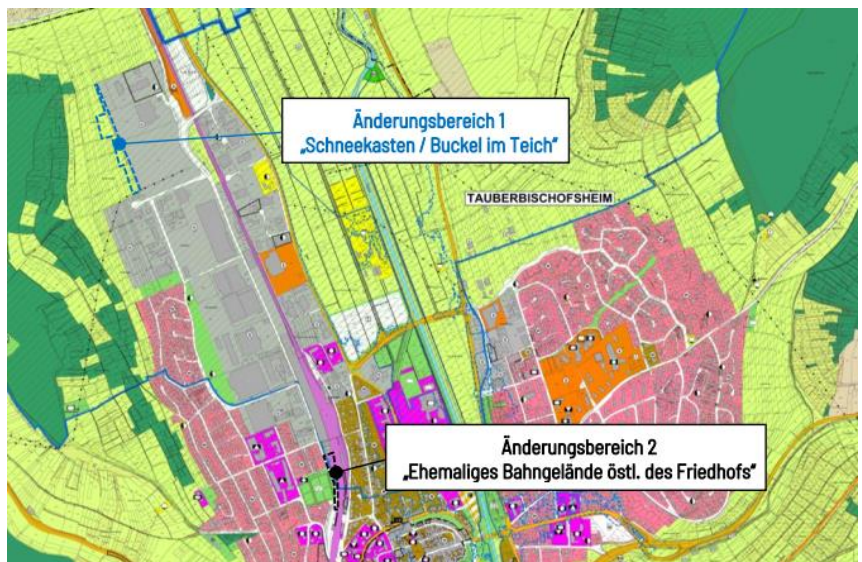 Änderungsbereich 1
„Schneekasten / Buckel im Teich“
TAUBERBISCHOFSHEIM
Änderungsbereich 2
„Ehemaliges Bahngelände östl. des Friedhofs“